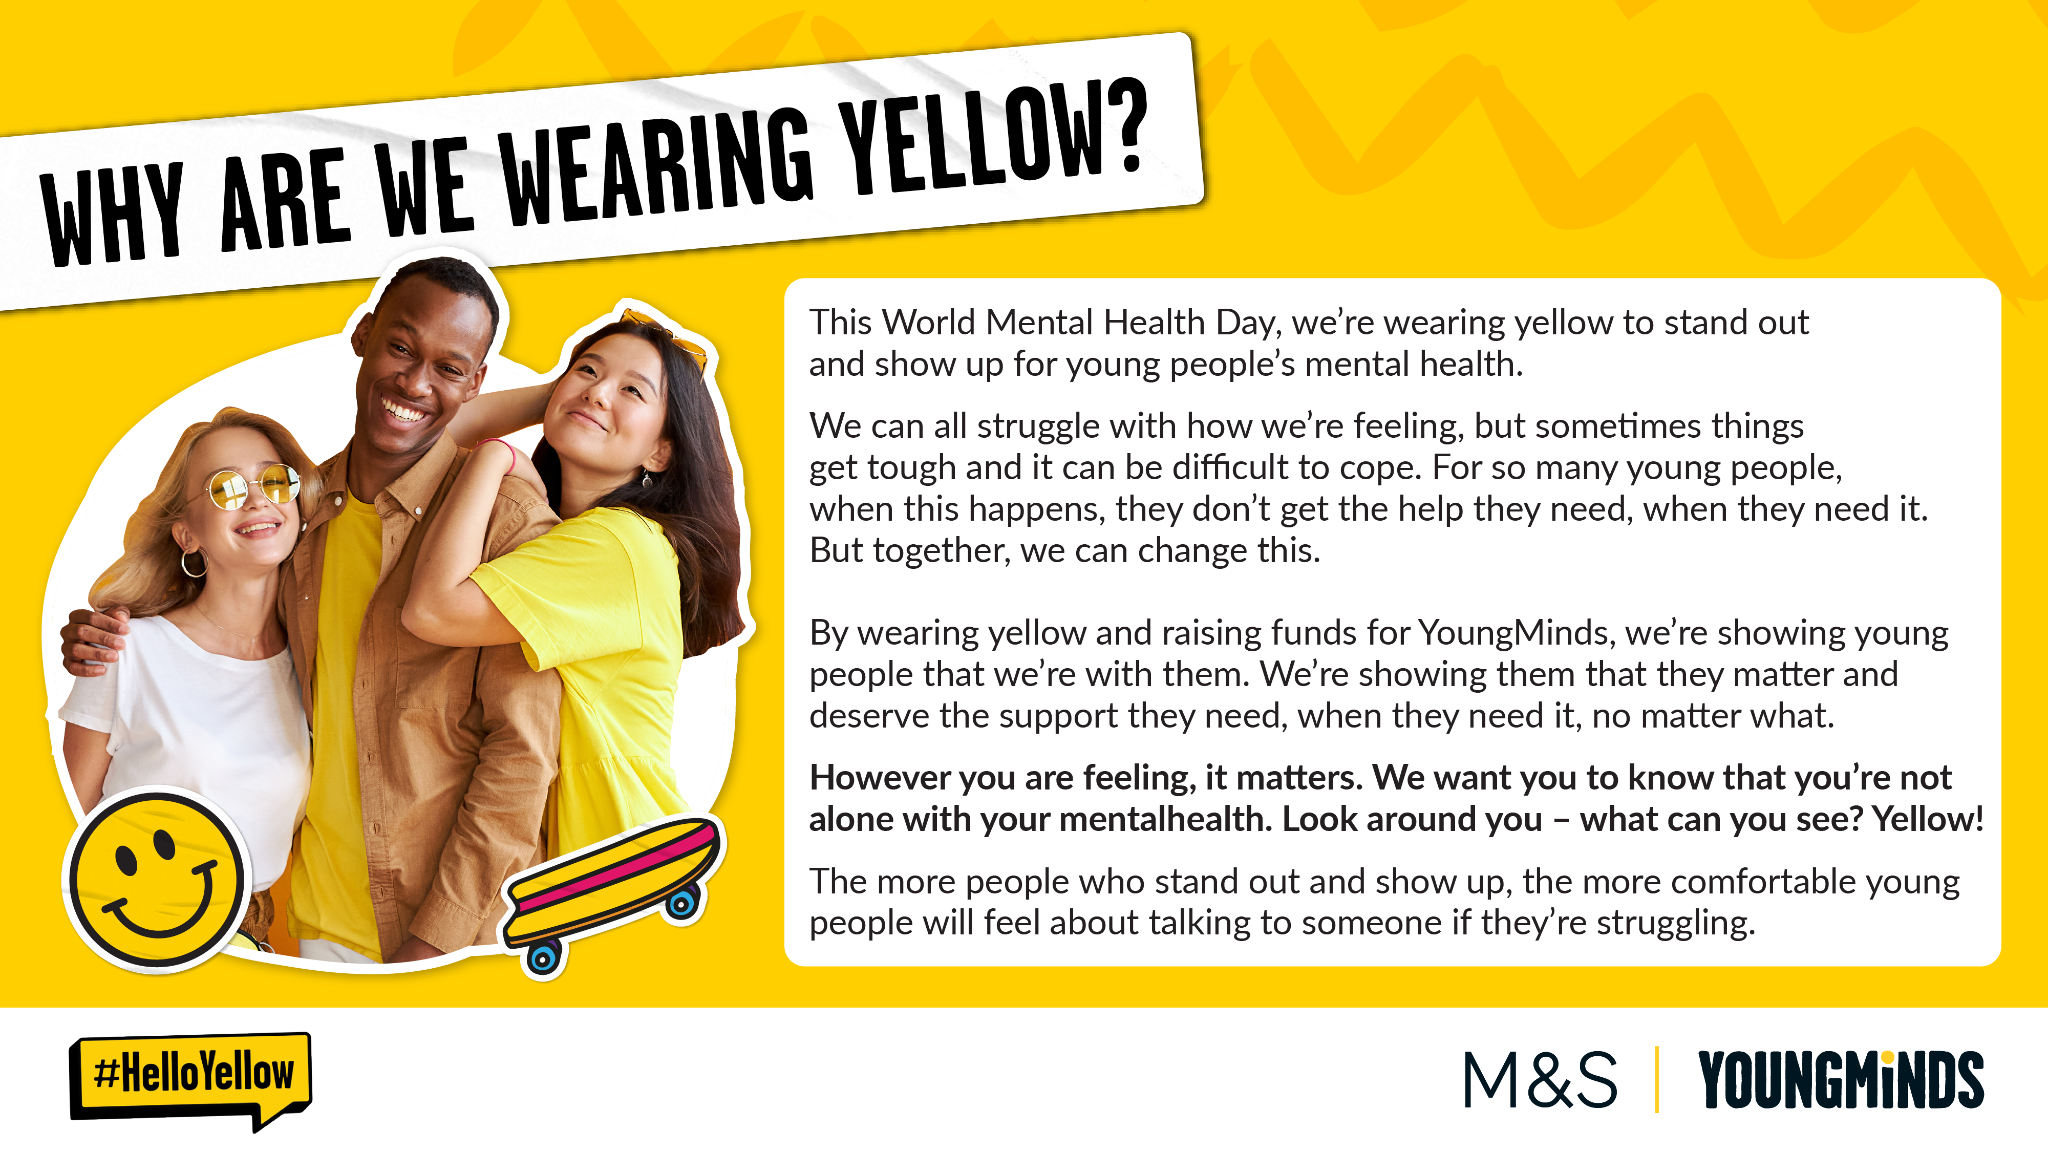 WHY ARE WE WEARING YELLOW?
This World Mental Health Day, we’re wearing yellow to stand out
and show up for young people’s mental health.
We can all struggle with how we’re feeling, but sometimes things
get tough and it can be difficult to cope. For so many young people,
when this happens, they don’t get the help they need, when they need it.
But together, we can change this.
By wearing yellow and raising funds for YoungMinds, we’re showing young
people that we’re with them. We’re showing them that they matter and
deserve the support they need, when they need it, no matter what.
However you are feeling, it matters. We want you to know that you’re not
alone with your mentalhealth. Look around you – what can you see? Yellow!
The more people who stand out and show up, the more comfortable young
people will feel about talking to someone if they’re struggling.
#HelloYellow
M&S
YOUNGMiNDS